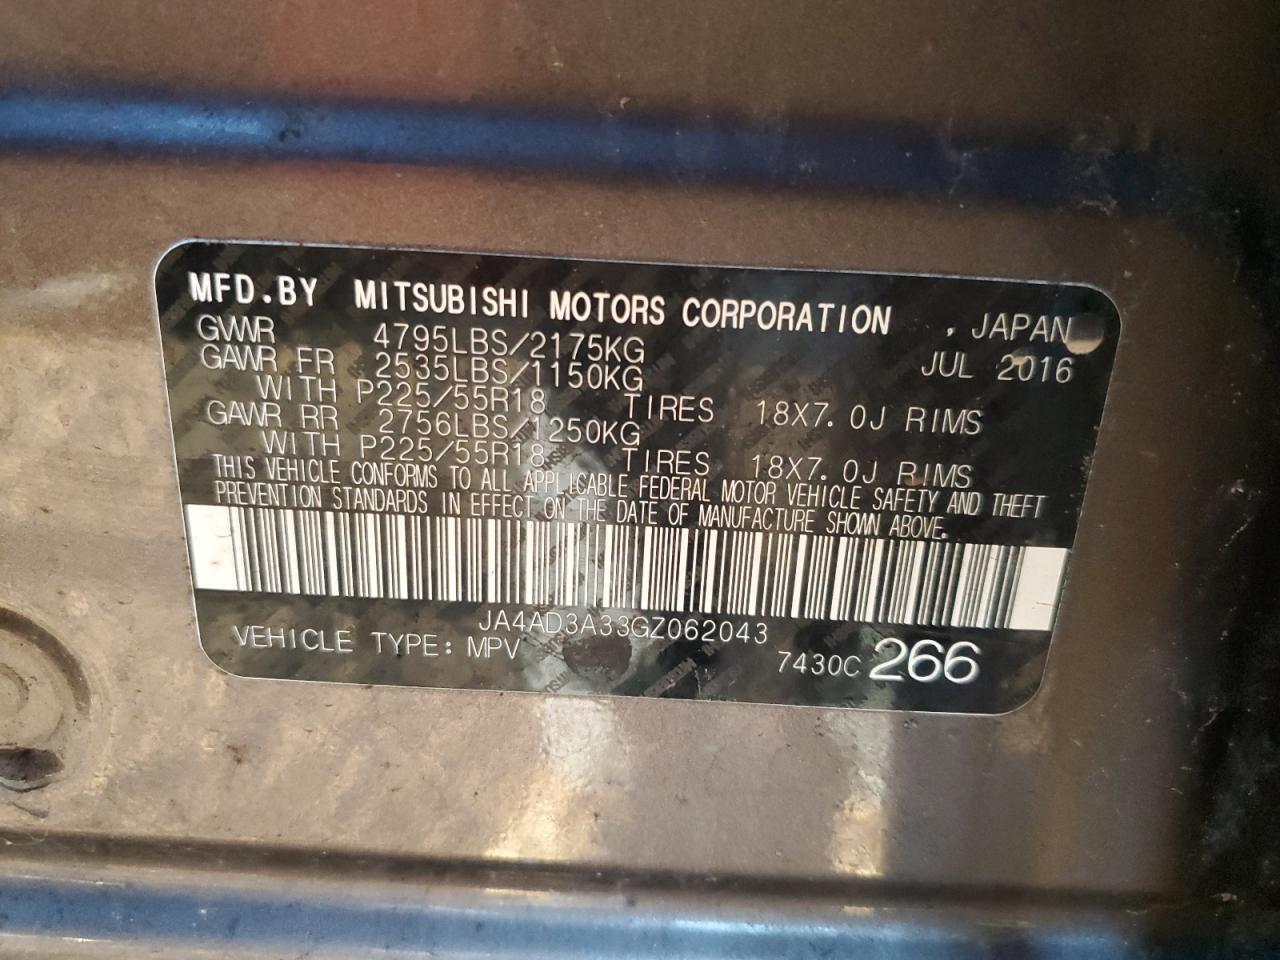 MFD.BY MITSUBISHI MOTORS CORPORATION , JAPAN
GVWR 4795LBS/2175KG JUL 2016
GAWR FR 2535LBS/1150KG
WITH P225/55R18 TIRES 18X7.0J RIMS
GAWR RR 2756LBS/1250KG
WITH P225/55R18 TIRES 18X7.0J RIMS
THIS VEHICLE CONFORMS TO ALL APPLICABLE FEDERAL MOTOR VEHICLE SAFETY AND THEFT
PREVENTION STANDARDS IN EFFECT ON THE DATE OF MANUFACTURE SHOWN ABOVE.
JA4AD3A33GZ062043
VEHICLE TYPE: MPV 7430C 266